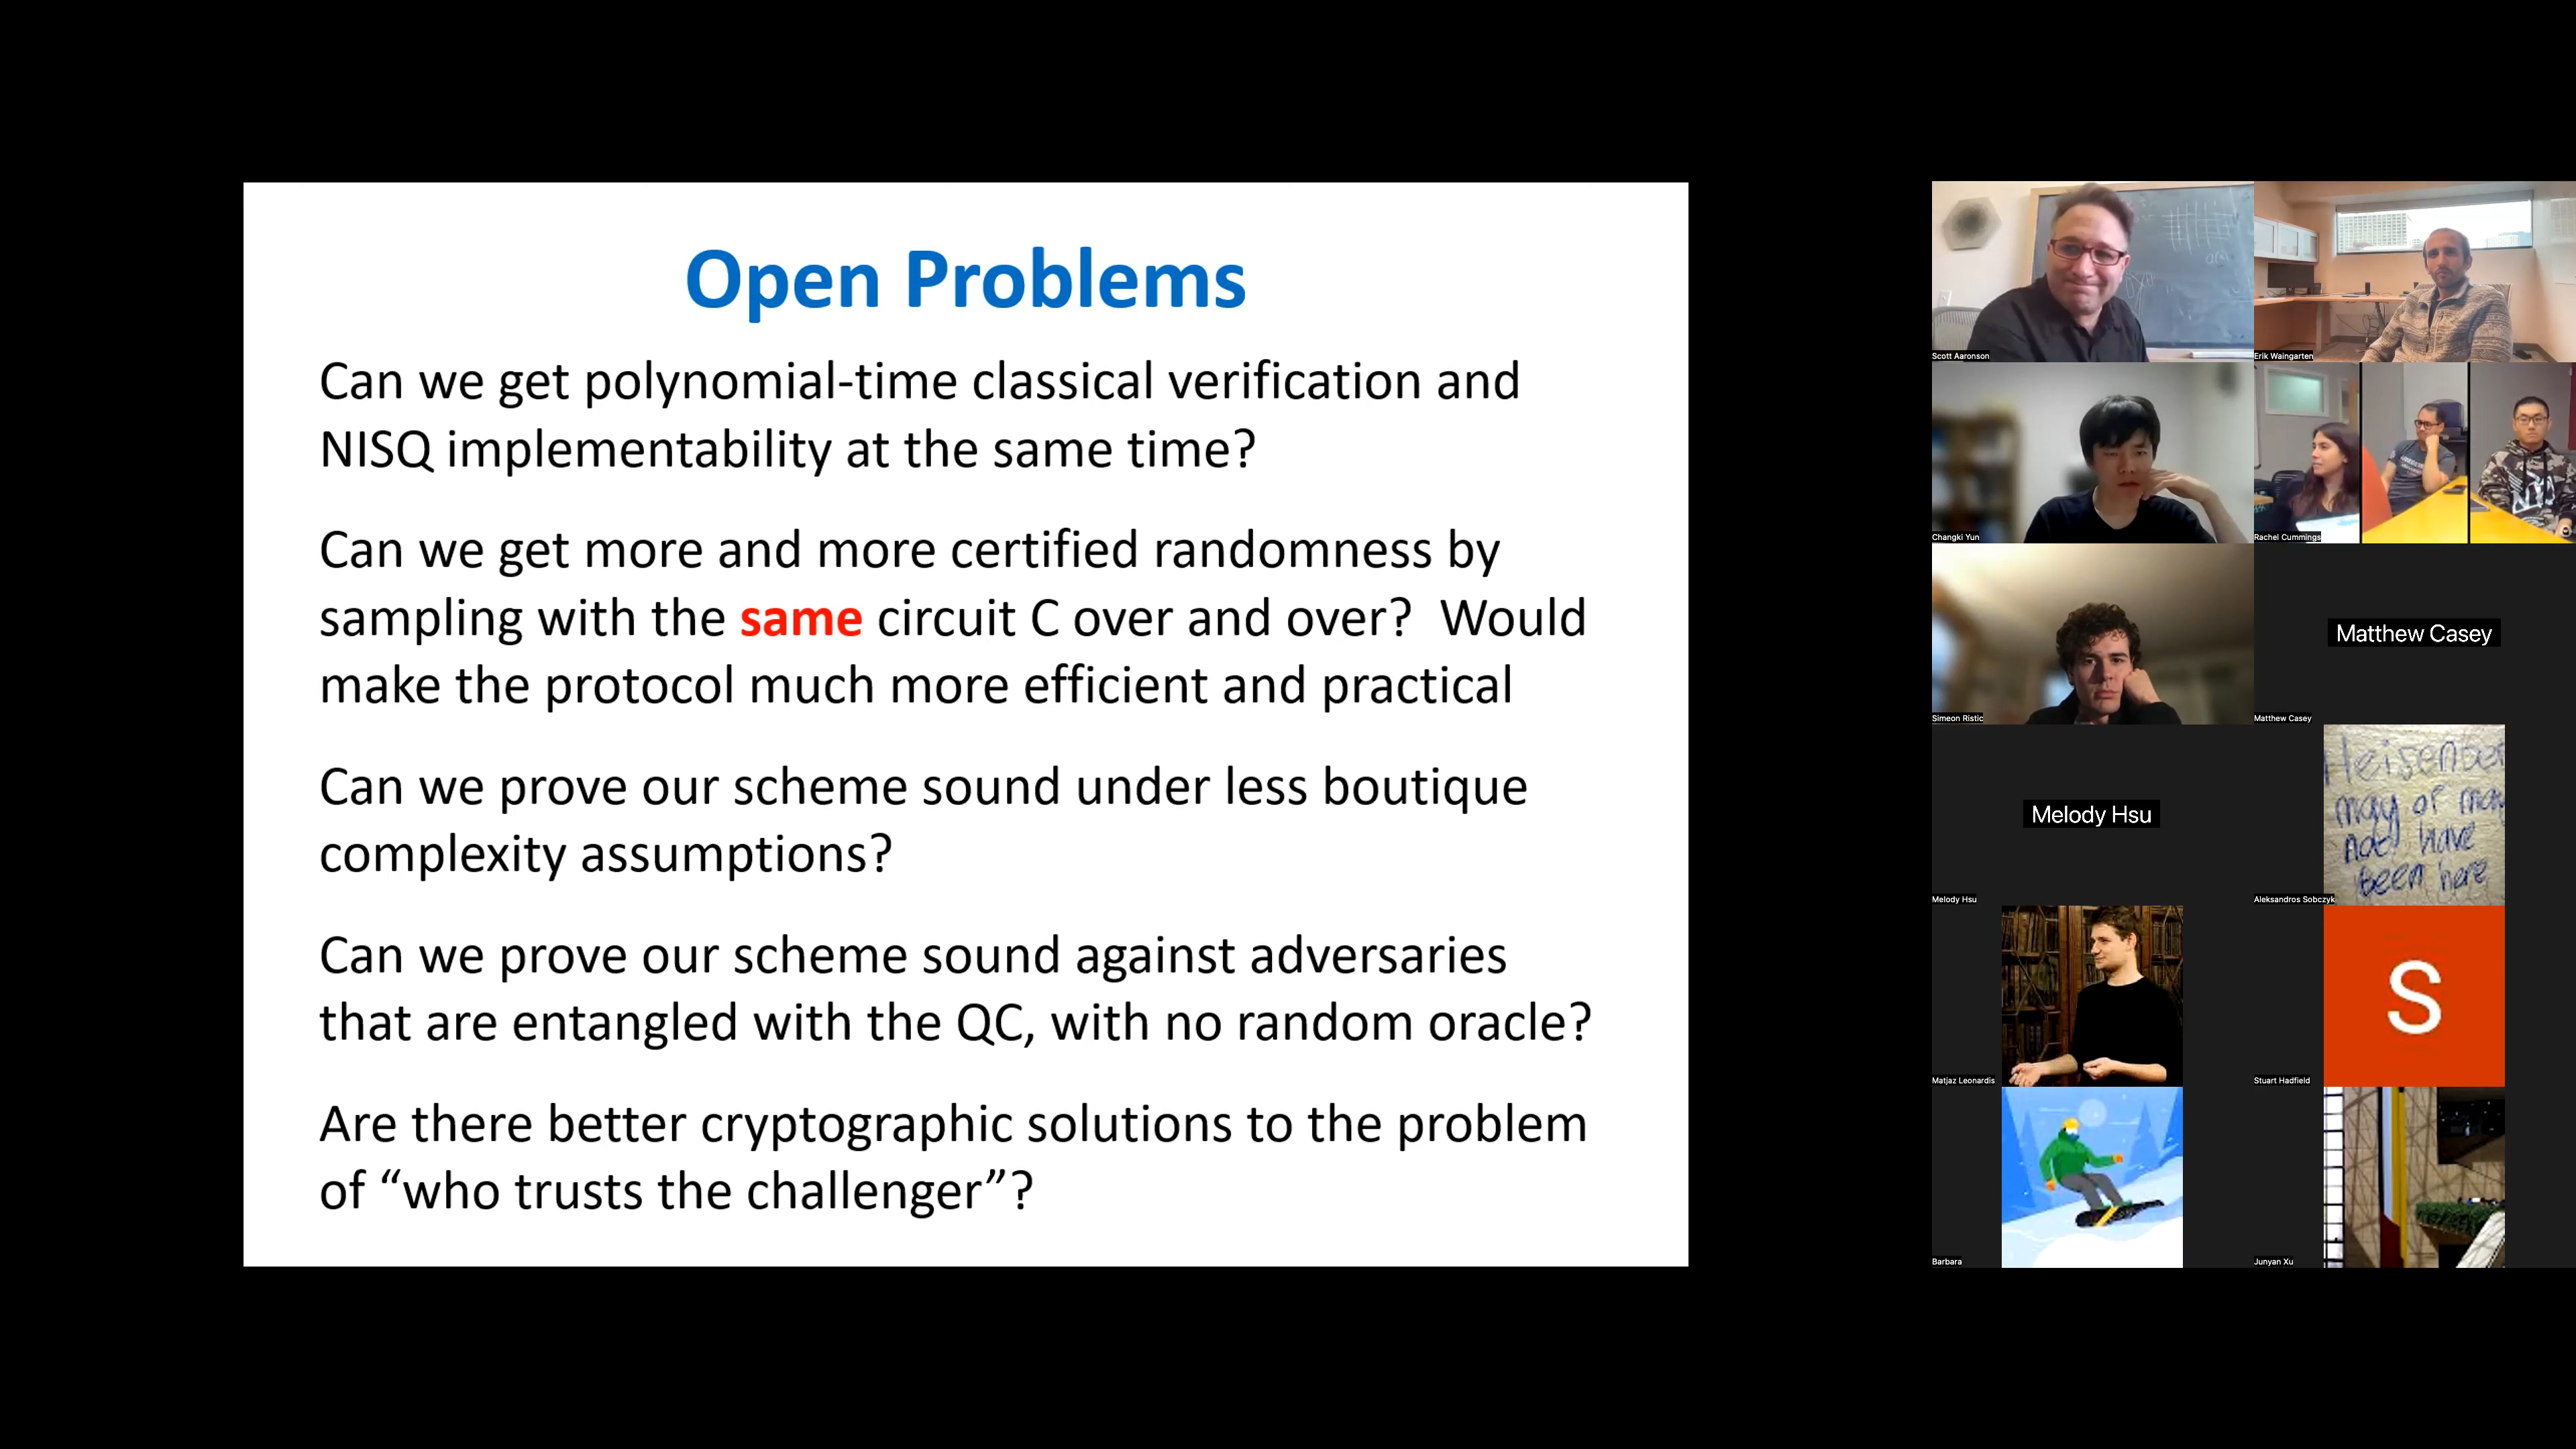 Open Problems
Can we get polynomial-time classical verification and
NISQ implementability at the same time?
Can we get more and more certified randomness by
sampling with the same circuit C over and over? Would
make the protocol much more efficient and practical
Can we prove our scheme sound under less boutique
complexity assumptions?
Can we prove our scheme sound against adversaries
that are entangled with the QC, with no random oracle?
Are there better cryptographic solutions to the problem
of “who trusts the challenger”?
Scott Aaronson
Erik Waingarten
Changki Yun
Rachel Cummings
Simeon Ristic
Matthew Casey
Matthew Casey
Melody Hsu
Melody Hsu
may or may
not have
been here
Aleksandros Sobczyk
Matjaz Leonardis
S
Stuart Hadfield
Barbara
Junyan Xu